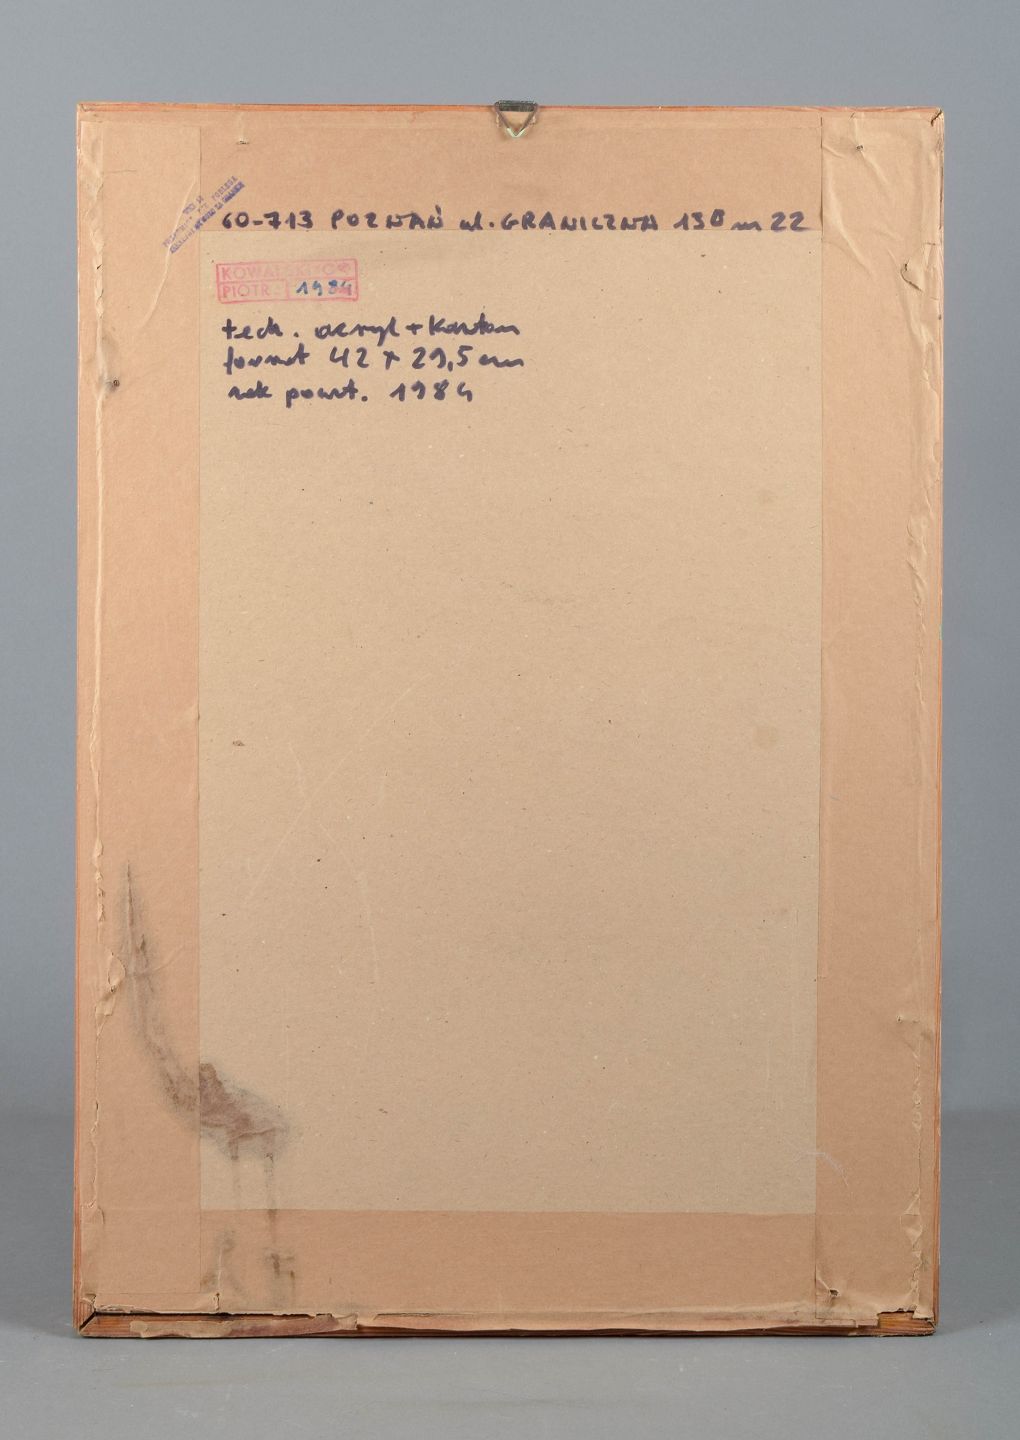 60-713 POZNAŃ ul. GRANICZNA 13B m 22
KOWALSKI
PIOTR 1984
tech. akryl + karton
format 42 x 29,5 cm
rok powst. 1984